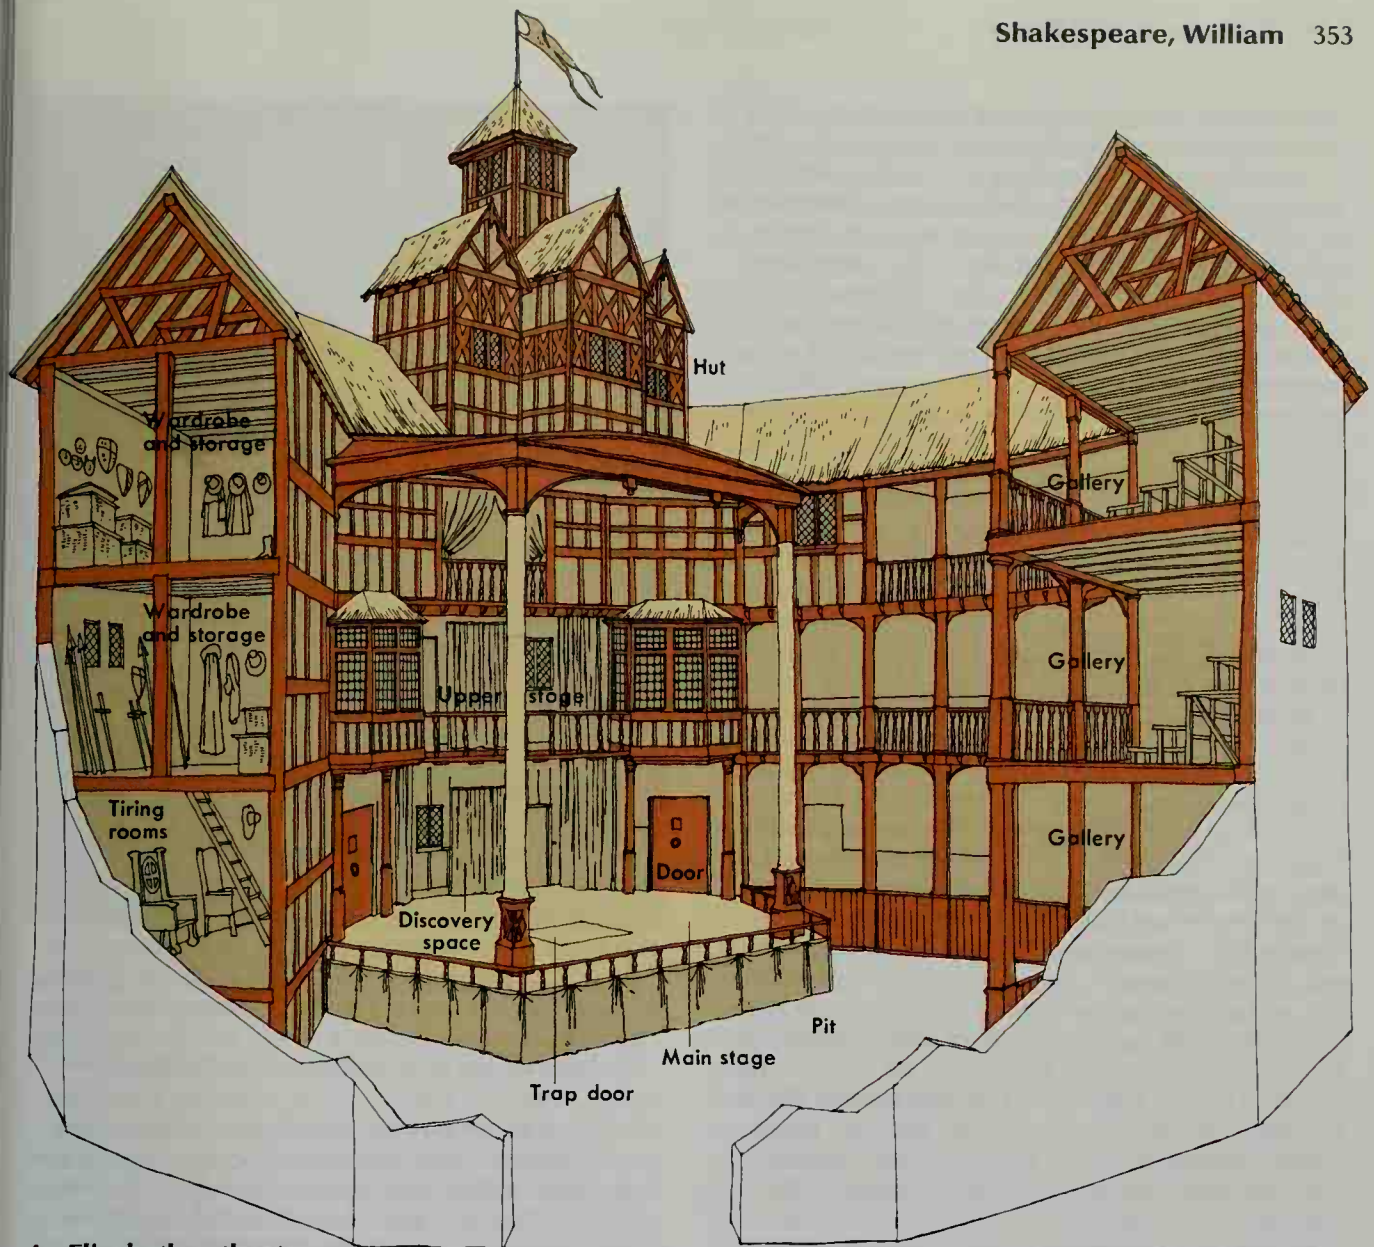 Shakespeare, William 353
Hut
Wardrobe
and storage
Gallery
Wardrobe
and storage
Gallery
Upper stage
Tiring
rooms
Gallery
Door
Discovery
space
Pit
Main stage
Trap door